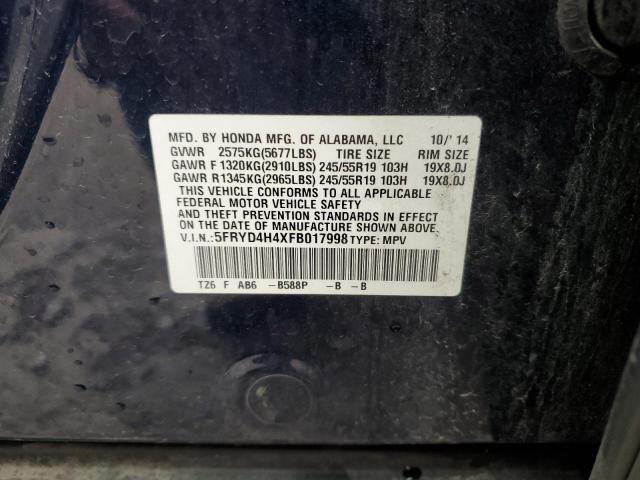 MFD. BY HONDA MFG. OF ALABAMA, LLC 10/'14
GVWR 2575KG(5677LBS) TIRE SIZE RIM SIZE
GAWR F 1320KG(2910LBS) 245/55R19 103H 19X8.0J
GAWR R1345KG(2965LBS) 245/55R19 103H 19X8.0J
THIS VEHICLE CONFORMS TO ALL APPLICABLE
FEDERAL MOTOR VEHICLE SAFETY
AND THEFT PREVENTION STANDARDS IN EFFECT
ON THE DATE OF MANUFACTURE SHOWN ABOVE.
V.I.N.:5FRYD4H4XFB017998 TYPE: MPV
TZ6 F AB6 -B588P -B -B